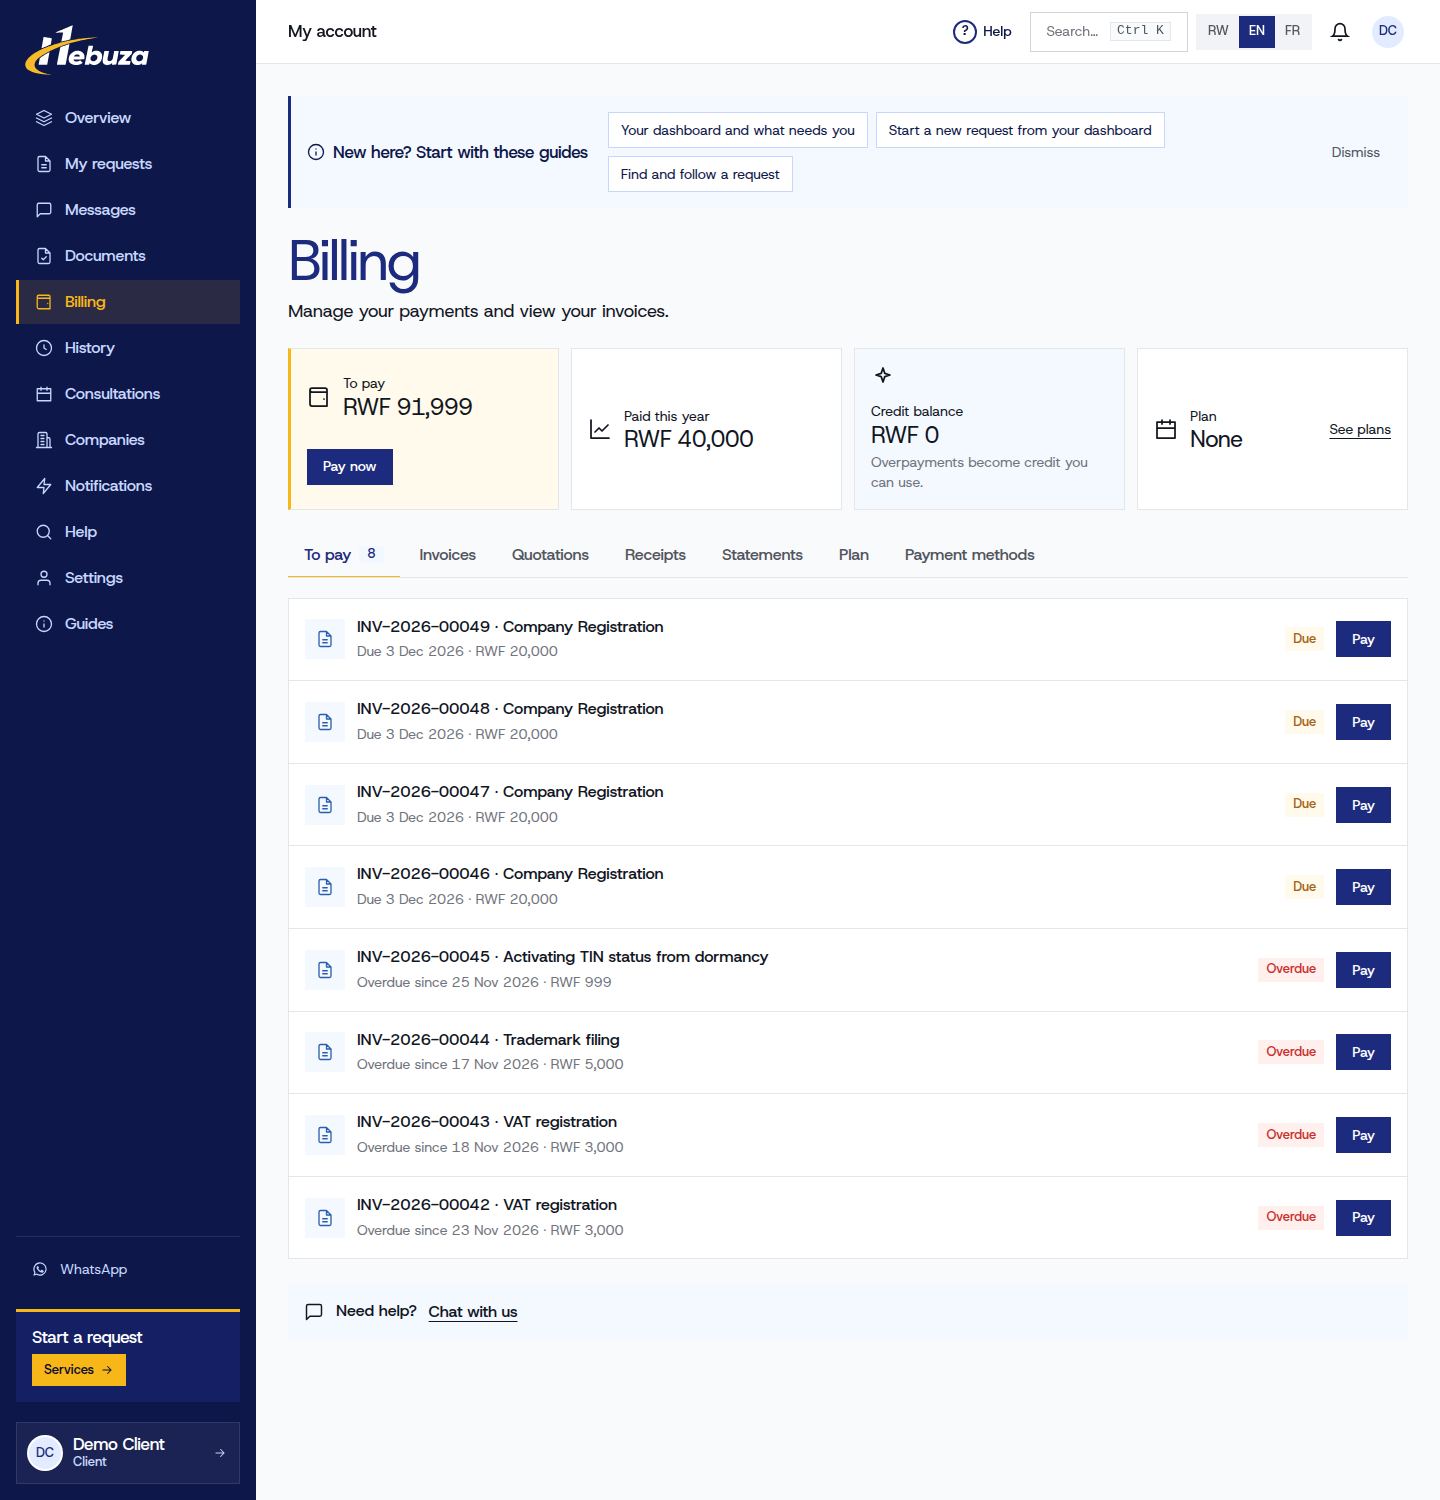 Hebuza
Overview
My requests
Messages
Documents
Billing
History
Consultations
Companies
Notifications
Help
Settings
Guides
WhatsApp
Start a request
Services →
DC
Demo Client
Client
→
My account
? Help
Search… Ctrl K
RW EN FR
DC
New here? Start with these guides
Your dashboard and what needs you
Start a new request from your dashboard
Find and follow a request
Dismiss
Billing
Manage your payments and view your invoices.
To pay
RWF 91,999
Pay now
Paid this year
RWF 40,000
Credit balance
RWF 0
Overpayments become credit you
can use.
Plan
None
See plans
To pay 8 Invoices Quotations Receipts Statements Plan Payment methods
INV-2026-00049 · Company Registration
Due 3 Dec 2026 · RWF 20,000
Due Pay
INV-2026-00048 · Company Registration
Due 3 Dec 2026 · RWF 20,000
Due Pay
INV-2026-00047 · Company Registration
Due 3 Dec 2026 · RWF 20,000
Due Pay
INV-2026-00046 · Company Registration
Due 3 Dec 2026 · RWF 20,000
Due Pay
INV-2026-00045 · Activating TIN status from dormancy
Overdue since 25 Nov 2026 · RWF 999
Overdue Pay
INV-2026-00044 · Trademark filing
Overdue since 17 Nov 2026 · RWF 5,000
Overdue Pay
INV-2026-00043 · VAT registration
Overdue since 18 Nov 2026 · RWF 3,000
Overdue Pay
INV-2026-00042 · VAT registration
Overdue since 23 Nov 2026 · RWF 3,000
Overdue Pay
Need help? Chat with us